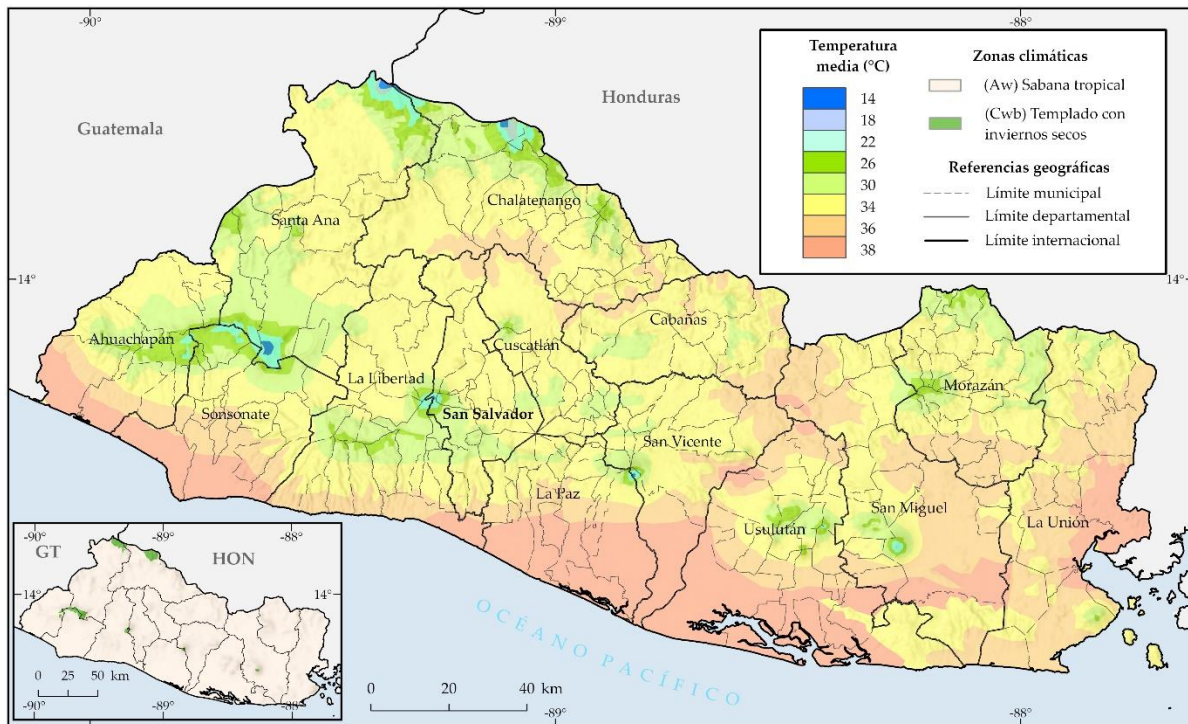 -90°
-89°
-88°
Guatemala
Honduras
Temperatura
media (°C)
14
18
22
26
30
34
36
38
Zonas climáticas
(Aw) Sabana tropical
(Cwb) Templado con
inviernos secos
Referencias geográficas
Límite municipal
Límite departamental
Límite internacional
14°
14°
Santa Ana
Chalatenango
Ahuachapán
Cabañas
Cuscatlán
La Libertad
Morazán
Sonsonate
San Salvador
San Vicente
La Paz
Usulután
San Miguel
La Unión
OCÉANO PACÍFICO
-90°
-89°
-88°
GT
HON
14°
14°
0 25 50 km
-90°
-89°
-88°
0 20 40 km
-89°
-88°